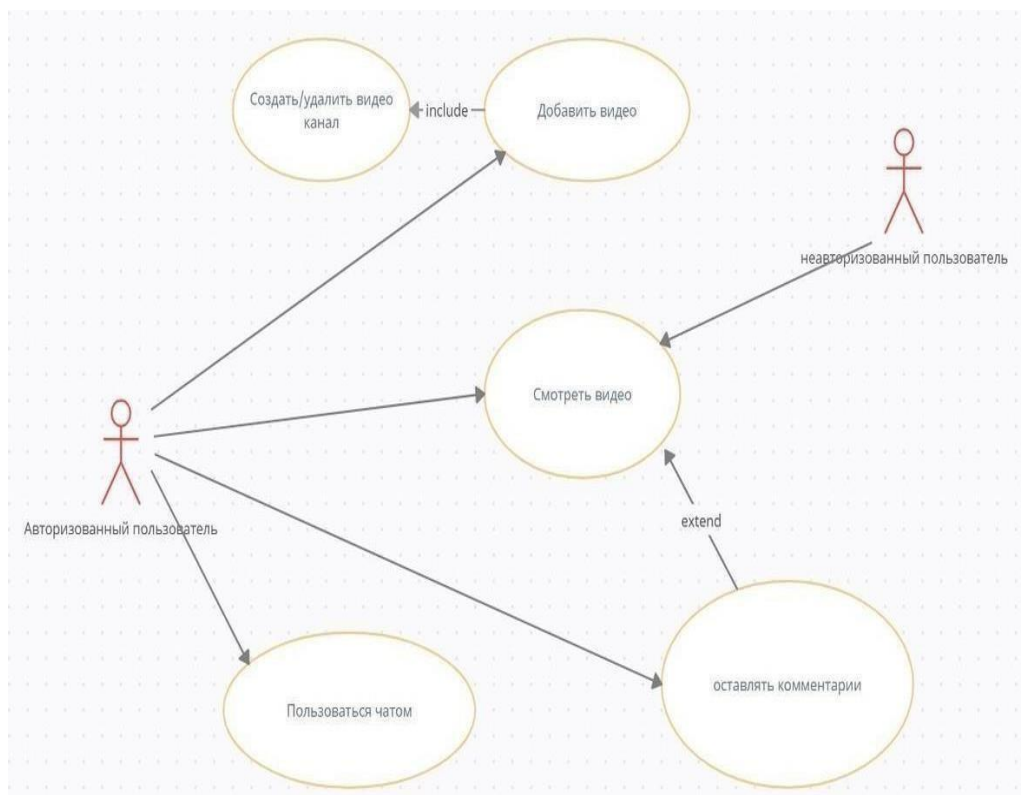 Создать/удалить видео
канал
include
Добавить видео
неавторизованный пользователь
Смотреть видео
Авторизованный пользователь
extend
оставлять комментарии
Пользоваться чатом